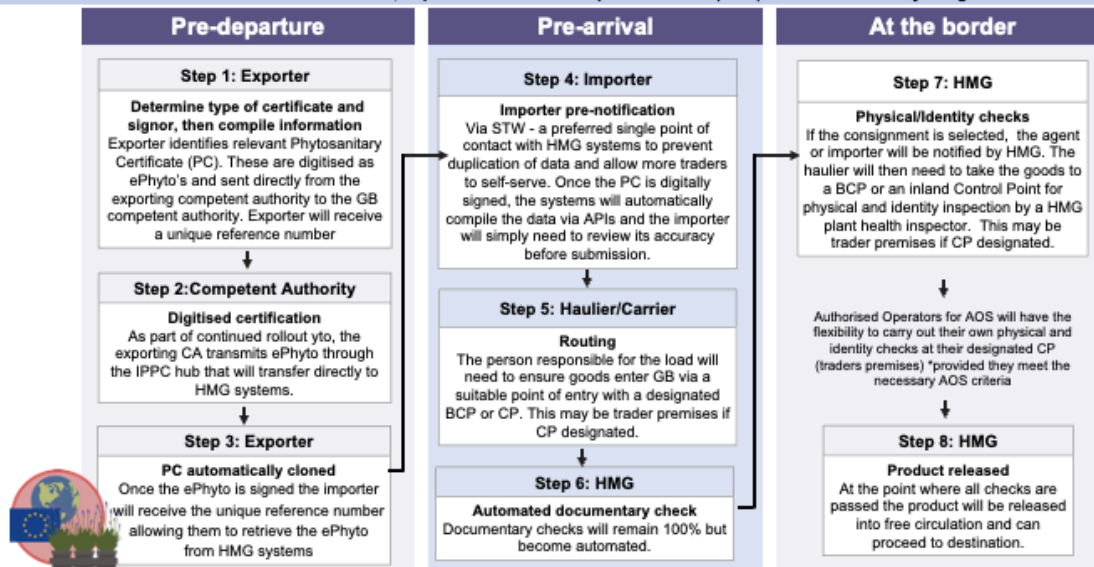 Pre-departure
Step 1: Exporter
Determine type of certificate and
signor, then compile information
Exporter identifies relevant Phytosanitary
Certificate (PC). These are digitised as
ePhyto's and sent directly from the
exporting competent authority to the GB
competent authority. Exporter will receive
a unique reference number
Step 2:Competent Authority
Digitised certification
As part of continued rollout yto, the
exporting CA transmits ePhyto through
the IPPC hub that will transfer directly to
HMG systems.
Step 3: Exporter
PC automatically cloned
Once the ePhyto is signed the importer
will receive the unique reference number
allowing them to retrieve the ePhyto
from HMG systems
Pre-arrival
Step 4: Importer
Importer pre-notification
Via STW - a preferred single point of
contact with HMG systems to prevent
duplication of data and allow more traders
to self-serve. Once the PC is digitally
signed, the systems will automatically
compile the data via APIs and the importer
will simply need to review its accuracy
before submission.
Step 5: Haulier/Carrier
Routing
The person responsible for the load will
need to ensure goods enter GB via a
suitable point of entry with a designated
BCP or CP. This may be trader premises if
CP designated.
Step 6: HMG
Automated documentary check
Documentary checks will remain 100% but
become automated.
At the border
Step 7: HMG
Physical/Identity checks
If the consignment is selected, the agent
or importer will be notified by HMG. The
haulier will then need to take the goods to
a BCP or an inland Control Point for
physical and identity inspection by a HMG
plant health inspector. This may be
trader premises if CP designated.
Authorised Operators for AOS will have the
flexibility to carry out their own physical and
identity checks at their designated CP
(traders premises) *provided they meet the
necessary AOS criteria
Step 8: HMG
Product released
At the point where all checks are
passed the product will be released
into free circulation and can
proceed to destination.